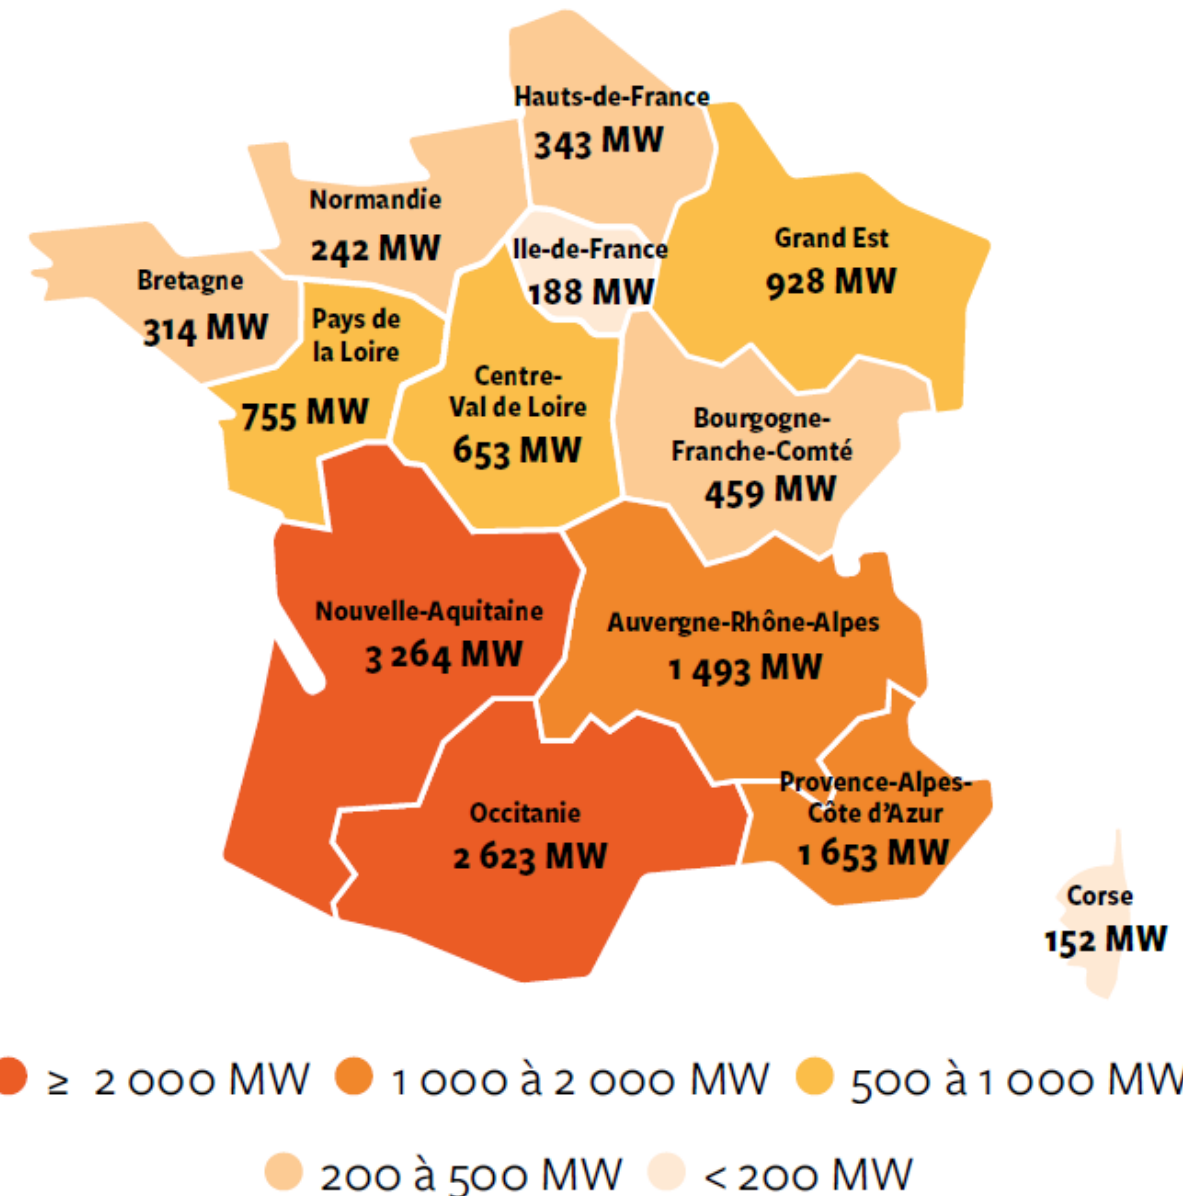 Hauts-de-France
343 MW
Normandie
242 MW
Ile-de-France
188 MW
Grand Est
928 MW
Bretagne
314 MW
Pays de
la Loire
755 MW
Centre-
Val de Loire
653 MW
Bourgogne-
Franche-Comté
459 MW
Nouvelle-Aquitaine
3 264 MW
Auvergne-Rhône-Alpes
1 493 MW
Occitanie
2 623 MW
Provence-Alpes-
Côte d’Azur
1 653 MW
Corse
152 MW
≥ 2 000 MW 1 000 à 2 000 MW 500 à 1 000 MW
200 à 500 MW < 200 MW